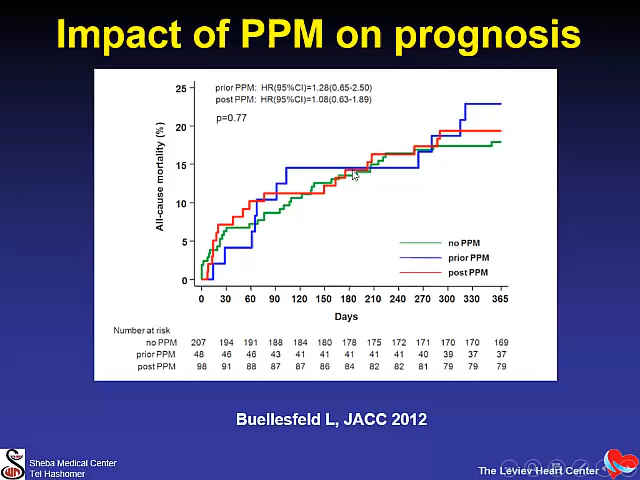 Impact of PPM on prognosis
prior PPM: HR(95%CI)=1.28(0.65-2.50)
post PPM: HR(95%CI)=1.08(0.63-1.89)
p=0.77
All-cause mortality (%)
25
20
15
10
5
0
no PPM
prior PPM
post PPM
0 30 60 90 120 150 180 210 240 270 300 330 365
Days
Number at risk
no PPM 207 194 191 188 184 180 178 175 172 171 170 170 169
prior PPM 48 46 46 43 41 41 41 41 41 40 39 37 37
post PPM 98 91 88 87 87 86 84 82 82 81 79 79 79
Buellesfeld L, JACC 2012
Sheba Medical Center
Tel Hashomer
The Leviev Heart Center